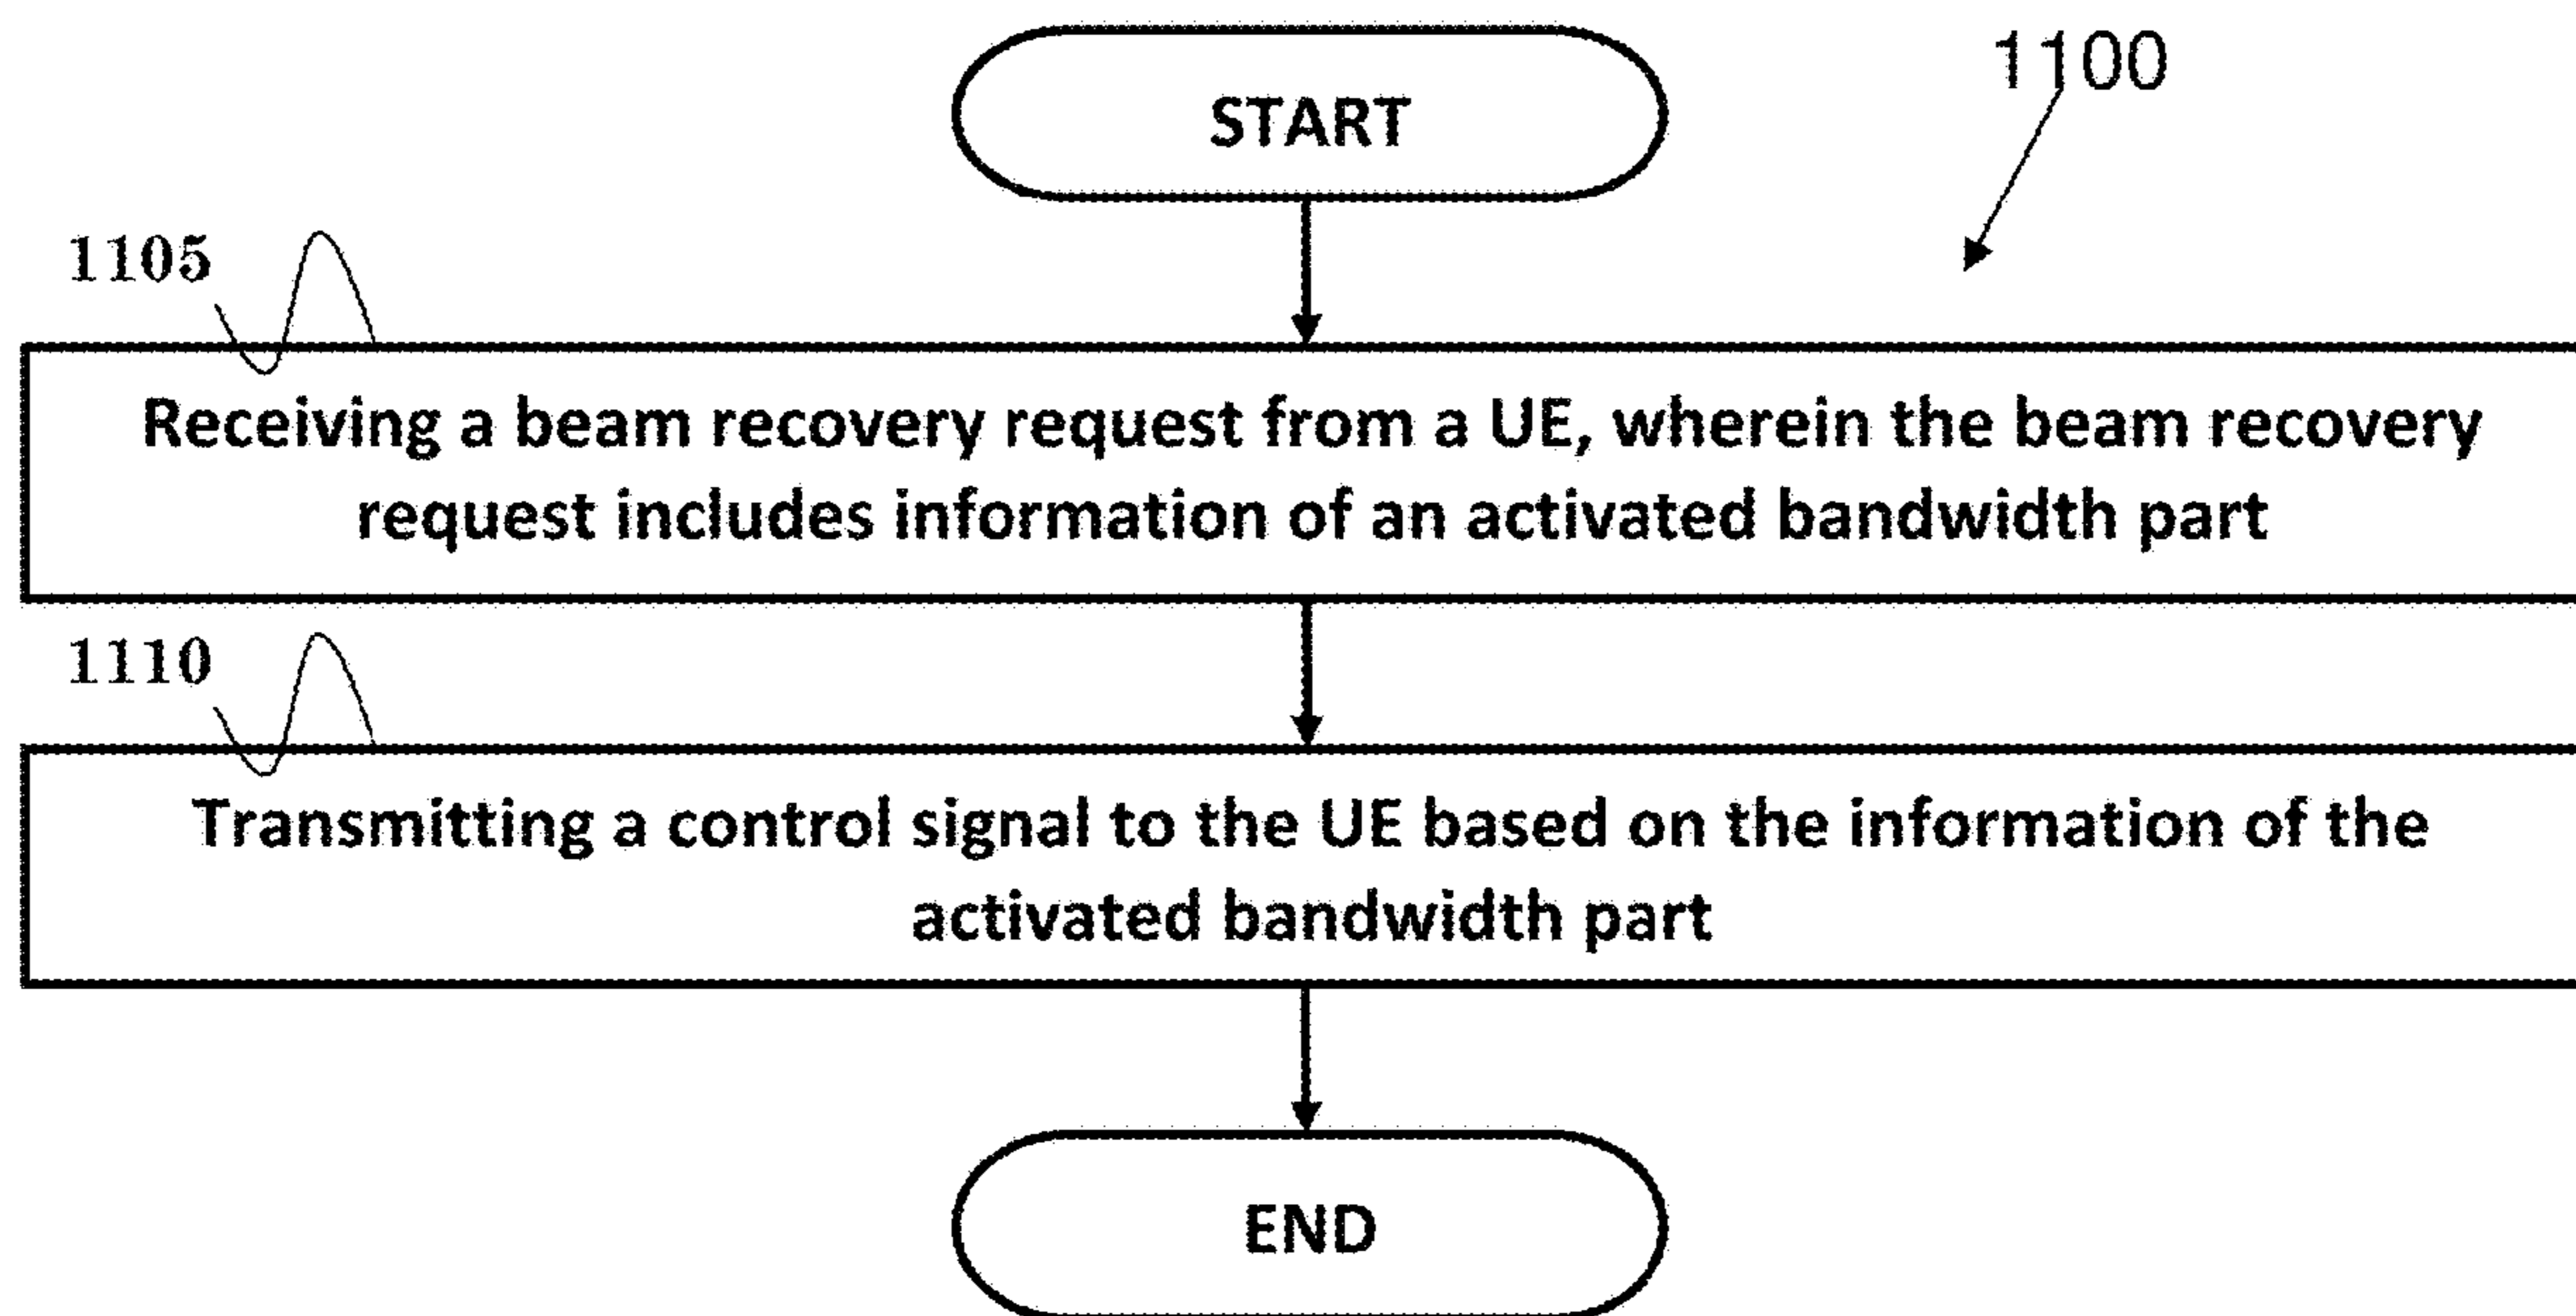 START
1100
1105
Receiving a beam recovery request from a UE, wherein the beam recovery
request includes information of an activated bandwidth part
1110
Transmitting a control signal to the UE based on the information of the
activated bandwidth part
END